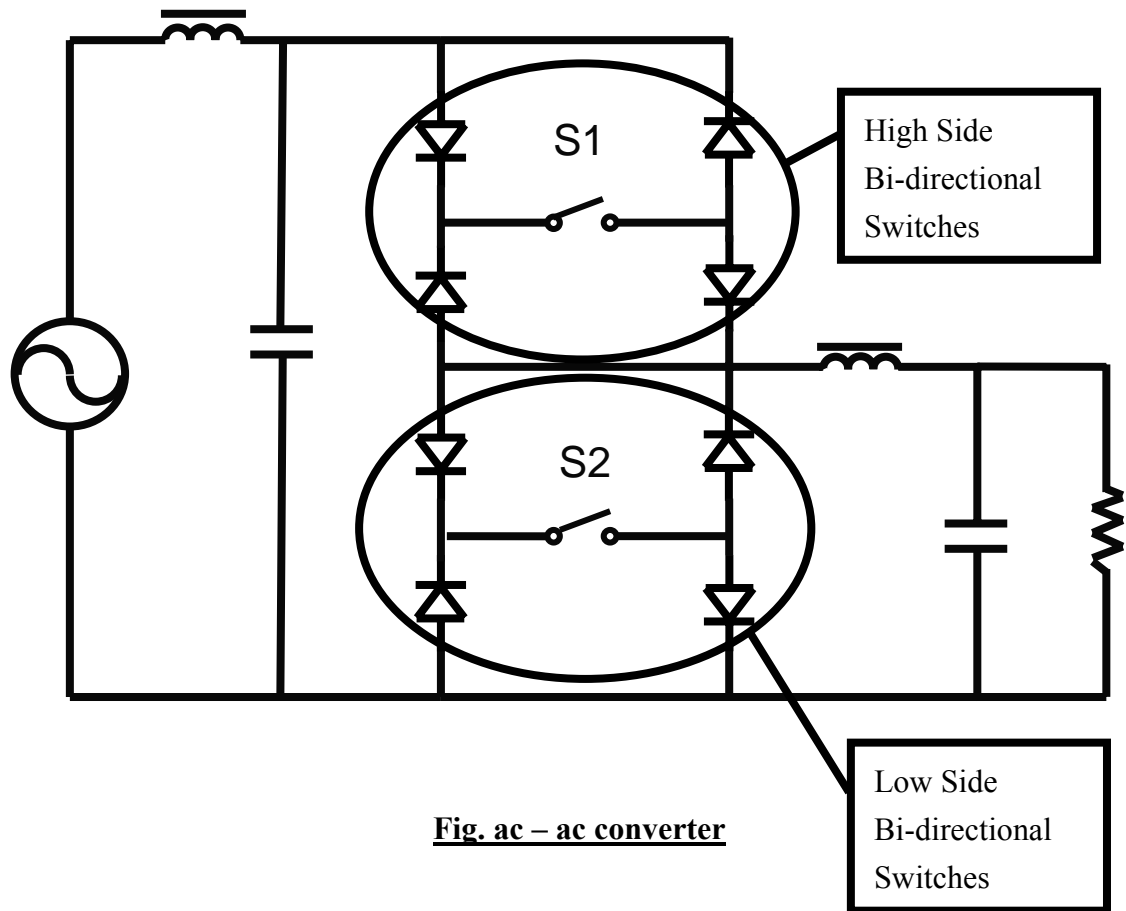 S1
High Side
Bi-directional
Switches
S2
Low Side
Bi-directional
Switches
Fig. ac – ac converter